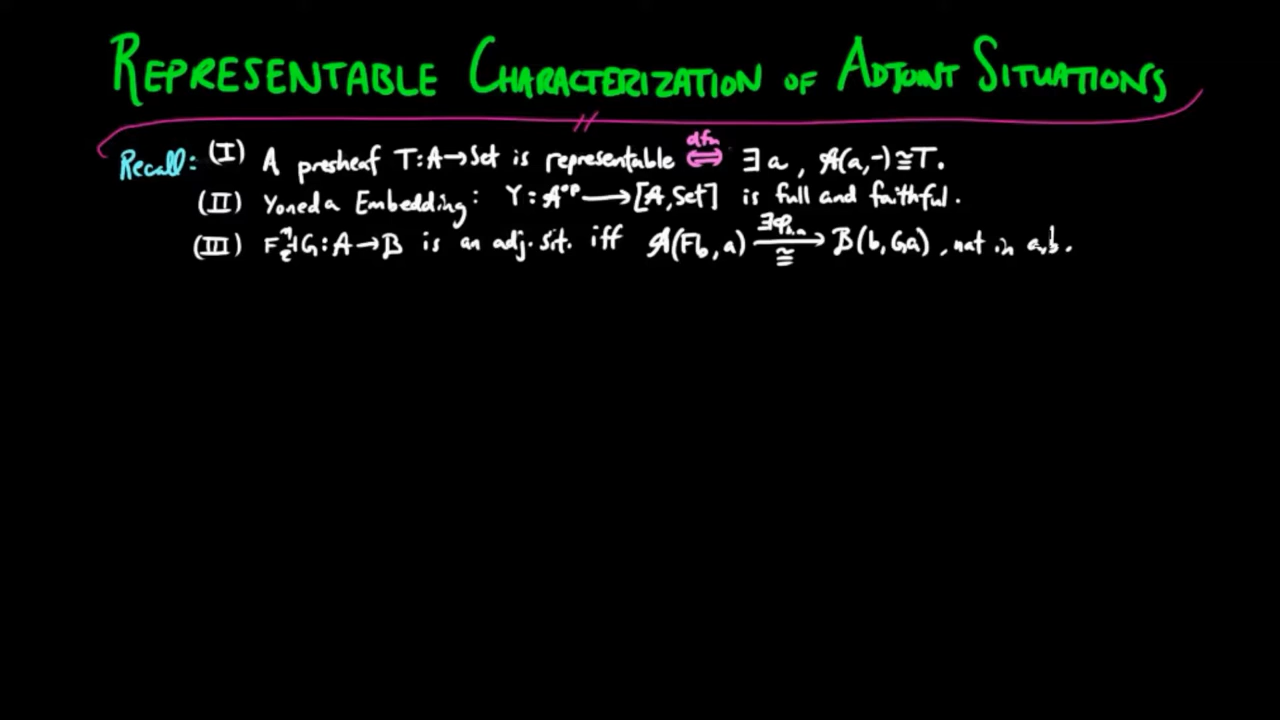 REPRESENTABLE CHARACTERIZATION OF ADJOINT SITUATIONS
Recall: (I) A presheaf T: A→Set is representable ⇔ (dfn) ∃ a, A(a,-)≅T.
(II) Yoneda Embedding: Y: A^op → [A, Set] is full and faithful.
(III) F ⊣ G: A→B is an adj. sit. iff A(Fb, a) →≅ B(b, Ga), nat in a,b.